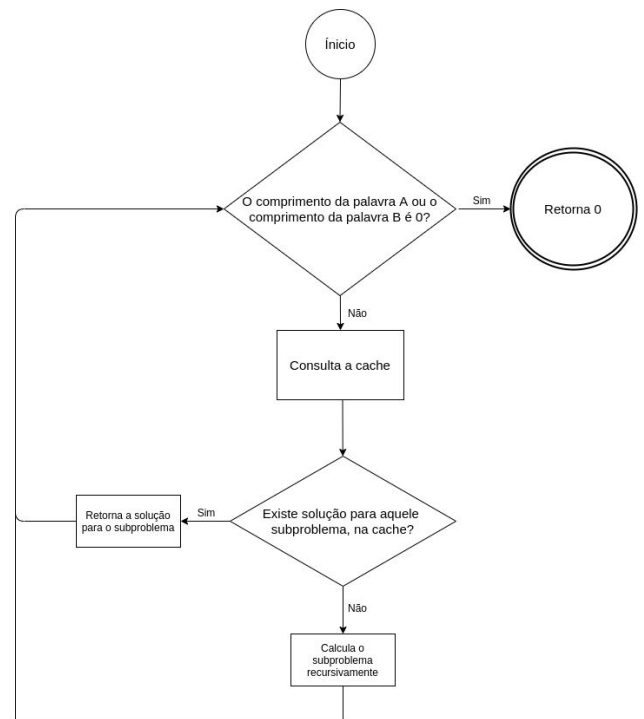 Ínicio
O comprimento da palavra A ou o
comprimento da palavra B é 0?
Sim
Retorna 0
Não
Consulta a cache
Existe solução para aquele
subproblema, na cache?
Sim
Retorna a solução
para o subproblema
Não
Calcula o
subproblema
recursivamente